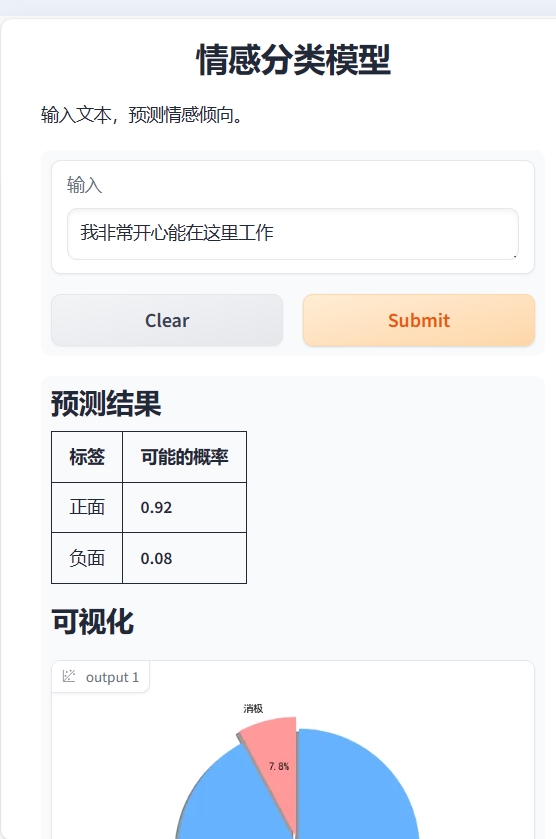 情感分类模型
输入文本，预测情感倾向。
输入
我非常开心能在这里工作
Clear Submit
预测结果
标签 可能的概率
正面 0.92
负面 0.08
可视化
output 1
消极
7.8%